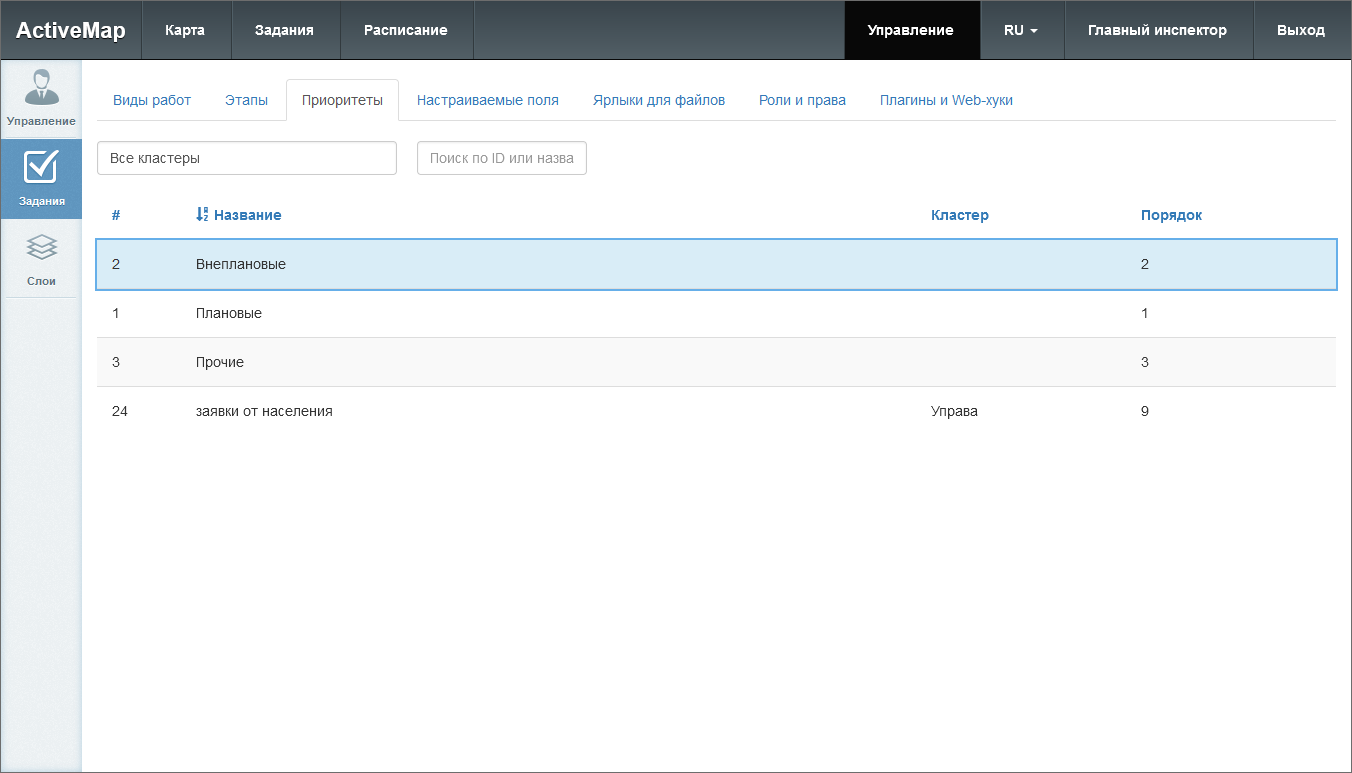 ActiveMap Карта Задания Расписание Управление RU Главный инспектор Выход
Управление
Задания
Слои
Виды работ Этапы Приоритеты Настраиваемые поля Ярлыки для файлов Роли и права Плагины и Web-хуки
Все кластеры Поиск по ID или назва
# Название Кластер Порядок
2 Внеплановые 2
1 Плановые 1
3 Прочие 3
24 заявки от населения Управа 9